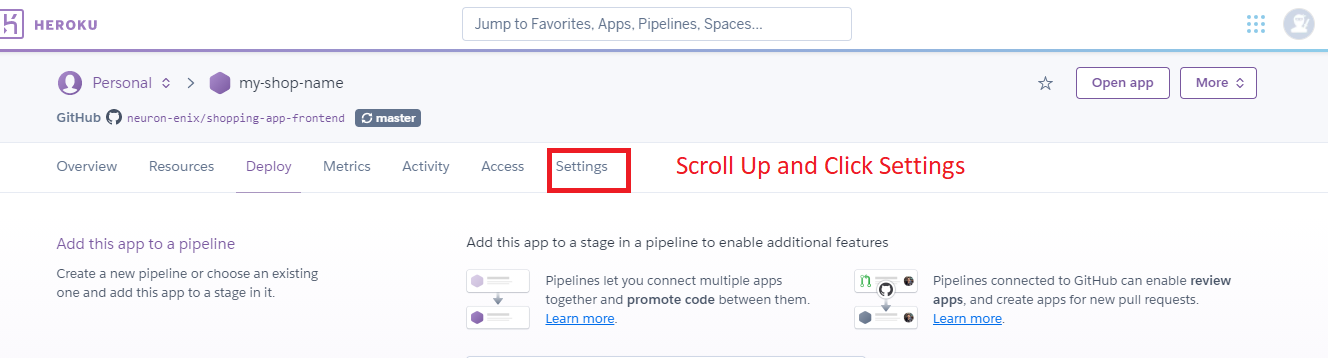 HEROKU
Jump to Favorites, Apps, Pipelines, Spaces...
Personal my-shop-name
Open app
More
GitHub neuron-enix/shopping-app-frontend master
Overview Resources Deploy Metrics Activity Access Settings
Scroll Up and Click Settings
Add this app to a pipeline
Create a new pipeline or choose an existing
one and add this app to a stage in it.
Add this app to a stage in a pipeline to enable additional features
Pipelines let you connect multiple apps
together and promote code between them.
Learn more.
Pipelines connected to GitHub can enable review
apps, and create apps for new pull requests.
Learn more.